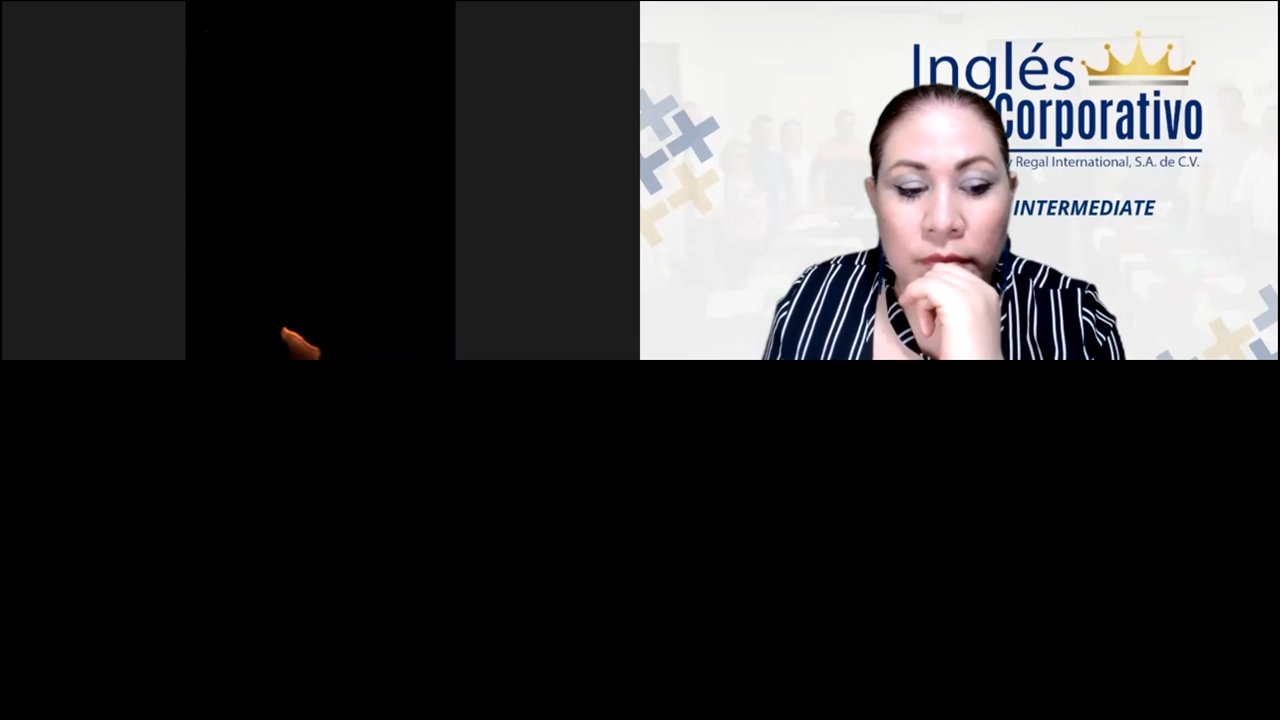 Inglés
Corporativo
y Regal International, S.A. de C.V.
INTERMEDIATE